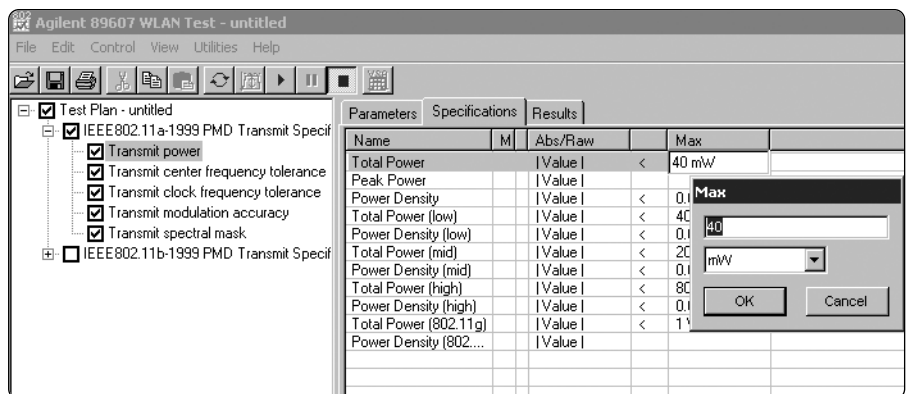 802
Agilent 89607 WLAN Test - untitled
File Edit Control View Utilities Help
Test Plan - untitled
IEEE802.11a-1999 PMD Transmit Specif
Transmit power
Transmit center frequency tolerance
Transmit clock frequency tolerance
Transmit modulation accuracy
Transmit spectral mask
IEEE802.11b-1999 PMD Transmit Specif
Parameters Specifications Results
Name M Abs/Raw Max
Total Power | Value | < 40 mW
Peak Power | Value |
Power Density | Value | <
Total Power (low) | Value | < 40
Power Density (low) | Value | <
Total Power (mid) | Value | < 20
Power Density (mid) | Value | <
Total Power (high) | Value | < 80
Power Density (high) | Value | <
Total Power (802.11g) | Value | < 1
Power Density (802.... | Value |
Max
40
mW
OK Cancel